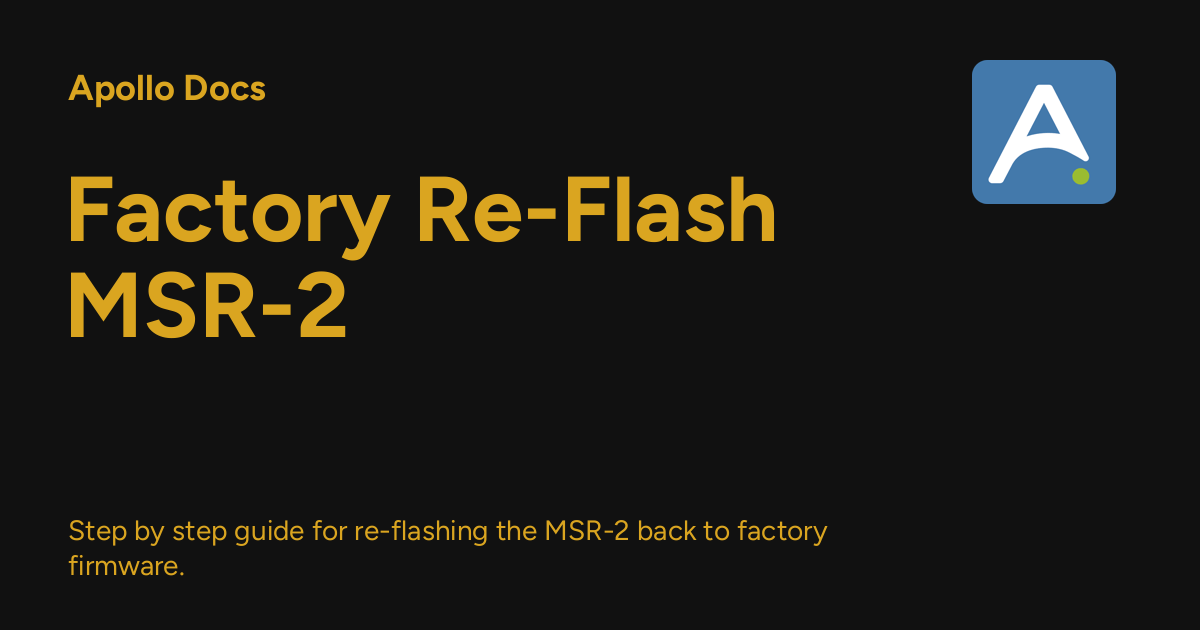 Apollo Docs
Factory Re-Flash
MSR-2
Step by step guide for re-flashing the MSR-2 back to factory
firmware.